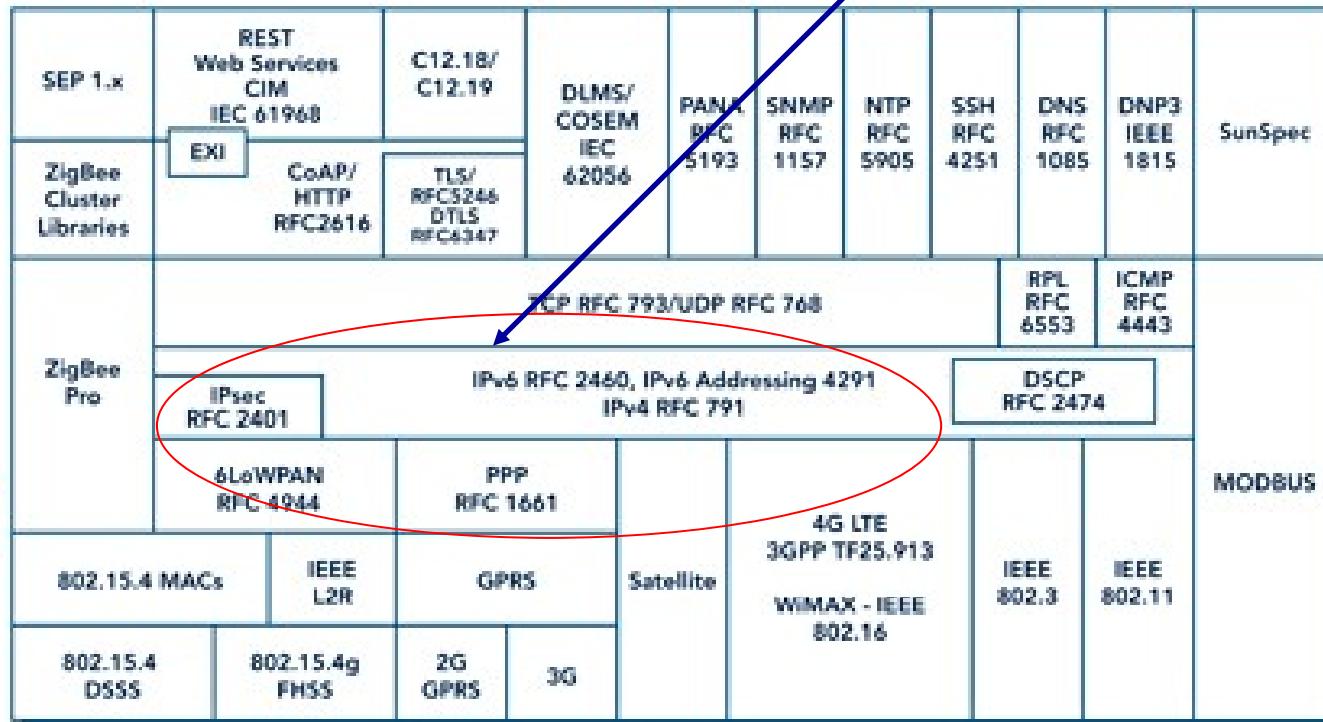 SEP 1.x
REST
Web Services
CIM
IEC 61968
C12.18/
C12.19
DLMS/
COSEM
IEC
62056
PANA
RFC
5193
SNMP
RFC
1157
NTP
RFC
5905
SSH
RFC
4251
DNS
RFC
1085
DNP3
IEEE
1815
SunSpec
EXI
ZigBee
Cluster
Libraries
CoAP/
HTTP
RFC2616
TLS/
RFC5246
DTLS
RFC6347
TCP RFC 793/UDP RFC 768
RPL
RFC
6553
ICMP
RFC
4443
ZigBee
Pro
IPsec
RFC 2401
IPv6 RFC 2460, IPv6 Addressing 4291
IPv4 RFC 791
DSCP
RFC 2474
MODBUS
6LoWPAN
RFC 4944
PPP
RFC 1661
Satellite
4G LTE
3GPP TF25.913
WiMAX - IEEE
802.16
IEEE
802.3
IEEE
802.11
802.15.4 MACs
IEEE
L2R
GPRS
802.15.4
DSSS
802.15.4g
FHSS
2G
GPRS
3G